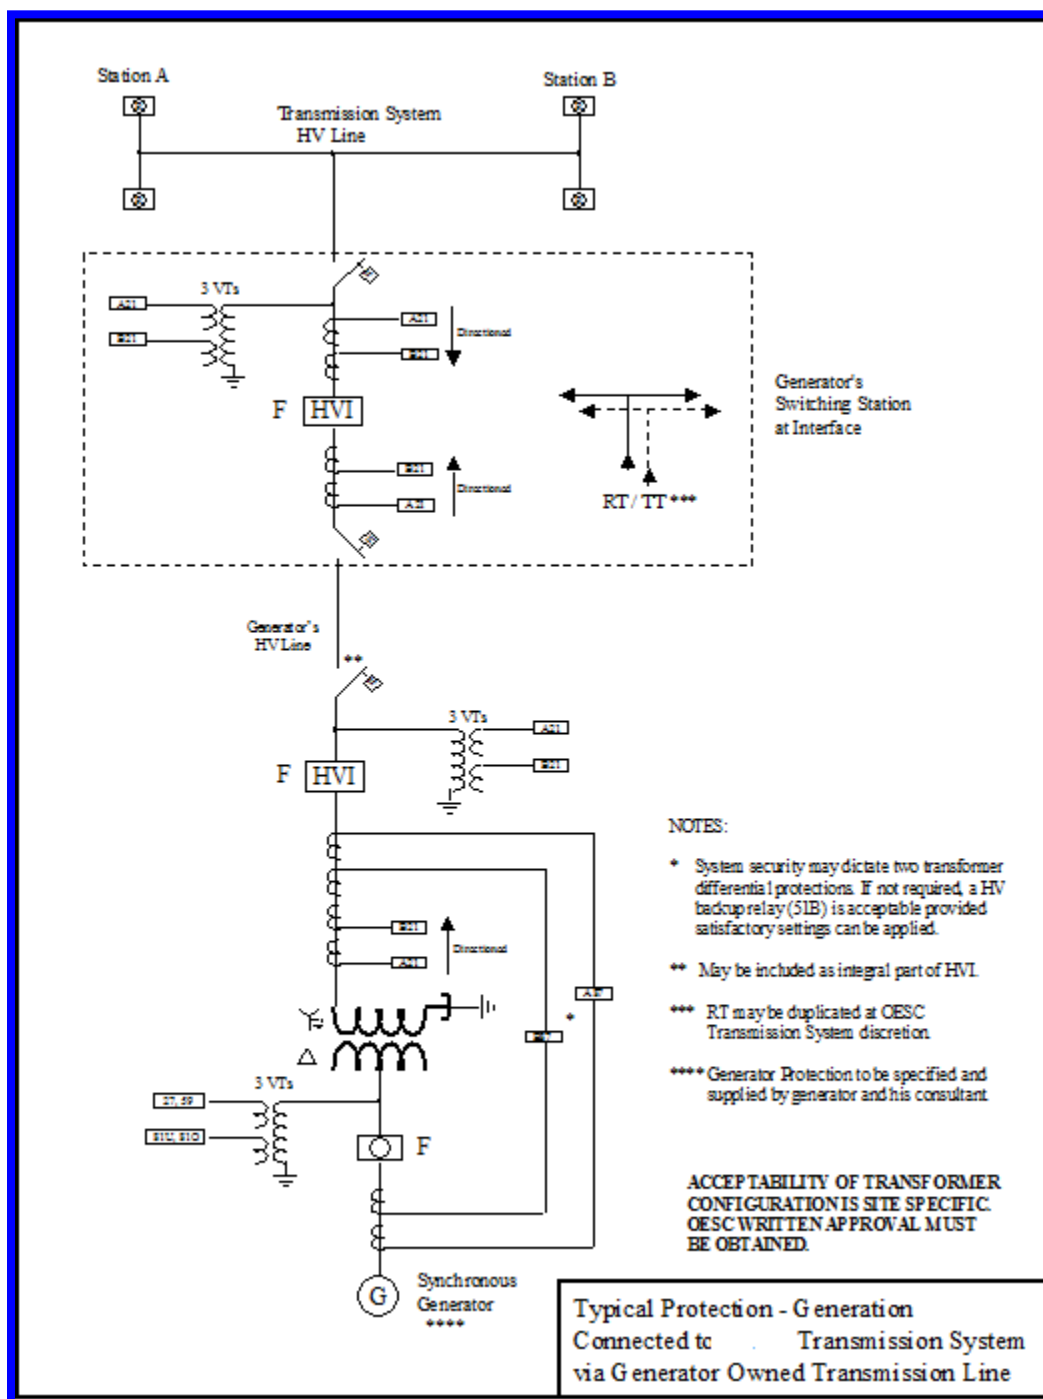 Station A
Station B
Transmission System
HV Line
3 VTs
A21
B21
A21
B21
Directional
F
HVI
B21
A21
Directional
RT / TT ***
Generator's
Switching Station
at Interface
Generator's
HV Line
**
3 VTs
A21
B21
F
HVI
B21
A21
Directional
A87
*
B87
3 VTs
27, 59
81U, 81O
F
G
Synchronous
Generator
****
NOTES:
* System security may dictate two transformer
differential protections. If not required, a HV
backup relay (51B) is acceptable provided
satisfactory settings can be applied.
** May be included as integral part of HVI.
*** RT may be duplicated at OESC
Transmission System discretion.
**** Generator Protection to be specified and
supplied by generator and his consultant
ACCEPTABILITY OF TRANSFORMER
CONFIGURATION IS SITE SPECIFIC.
OESC WRITTEN APPROVAL MUST
BE OBTAINED.
Typical Protection - Generation
Connected to Transmission System
via Generator Owned Transmission Line